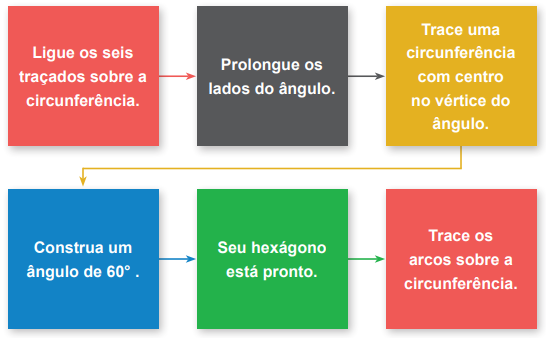 Ligue os seis
traçados sobre a
circunferência.
Prolongue os
lados do ângulo.
Trace uma
circunferência
com centro
no vértice do
ângulo.
Construa um
ângulo de 60° .
Seu hexágono
está pronto.
Trace os
arcos sobre a
circunferência.